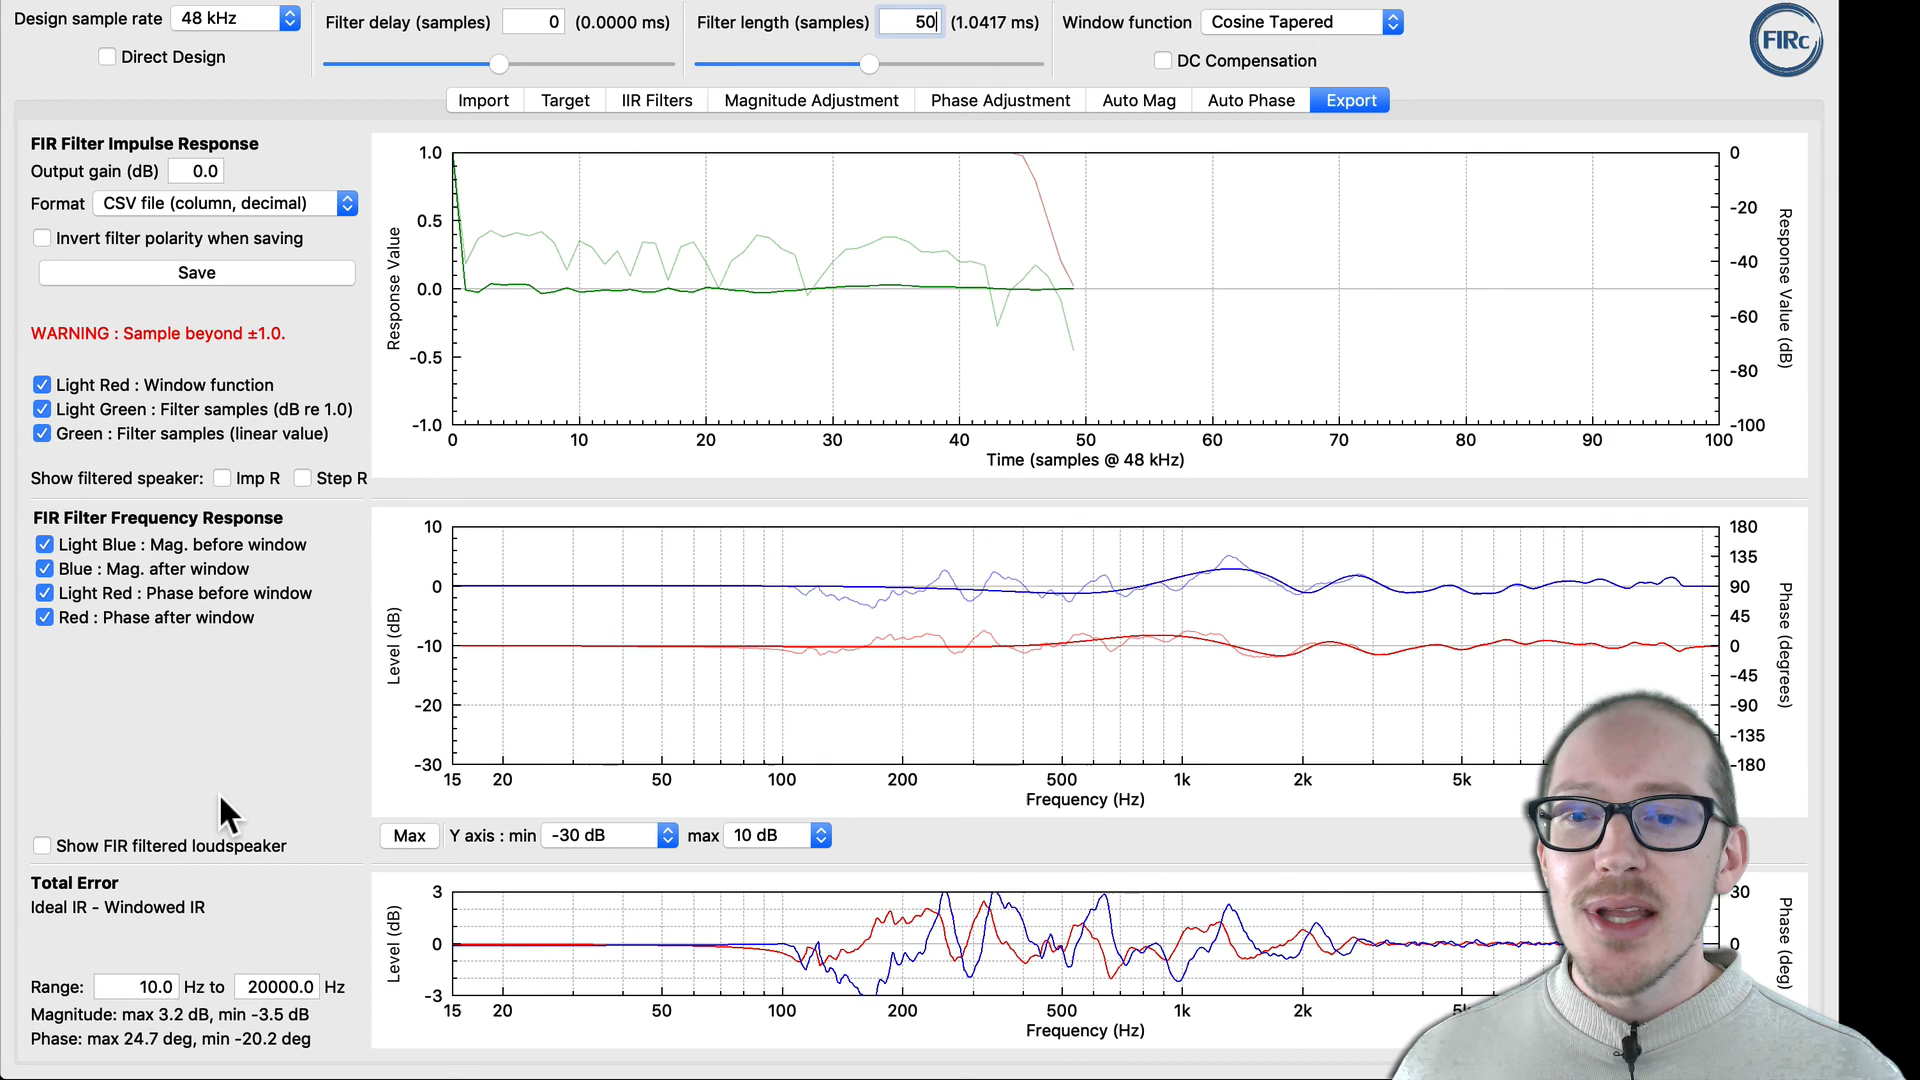 Design sample rate 48 kHz
Direct Design
Filter delay (samples) 0 (0.0000 ms)
Filter length (samples) 50 (1.0417 ms)
Window function Cosine Tapered
DC Compensation
FIRc
Import Target IIR Filters Magnitude Adjustment Phase Adjustment Auto Mag Auto Phase Export
FIR Filter Impulse Response
Output gain (dB) 0.0
Format CSV file (column, decimal)
Invert filter polarity when saving
Save
WARNING : Sample beyond ±1.0.
Light Red : Window function
Light Green : Filter samples (dB re 1.0)
Green : Filter samples (linear value)
Show filtered speaker: Imp R Step R
1.0
0.5
0.0
-0.5
-1.0
Response Value
0
-20
-40
-60
-80
-100
Response Value (dB)
0 10 20 30 40 50 60 70 80 90 100
Time (samples @ 48 kHz)
FIR Filter Frequency Response
Light Blue : Mag. before window
Blue : Mag. after window
Light Red : Phase before window
Red : Phase after window
Show FIR filtered loudspeaker
10
0
-10
-20
-30
Level (dB)
180
135
90
45
0
-45
-90
-135
-180
Phase (degrees)
15 20 50 100 200 500 1k 2k 5k
Frequency (Hz)
Max Y axis : min -30 dB max 10 dB
Total Error
Ideal IR - Windowed IR
Range: 10.0 Hz to 20000.0 Hz
Magnitude: max 3.2 dB, min -3.5 dB
Phase: max 24.7 deg, min -20.2 deg
3
0
-3
Level (dB)
30
0
Phase (deg)
15 20 50 100 200 500 1k 2k
Frequency (Hz)